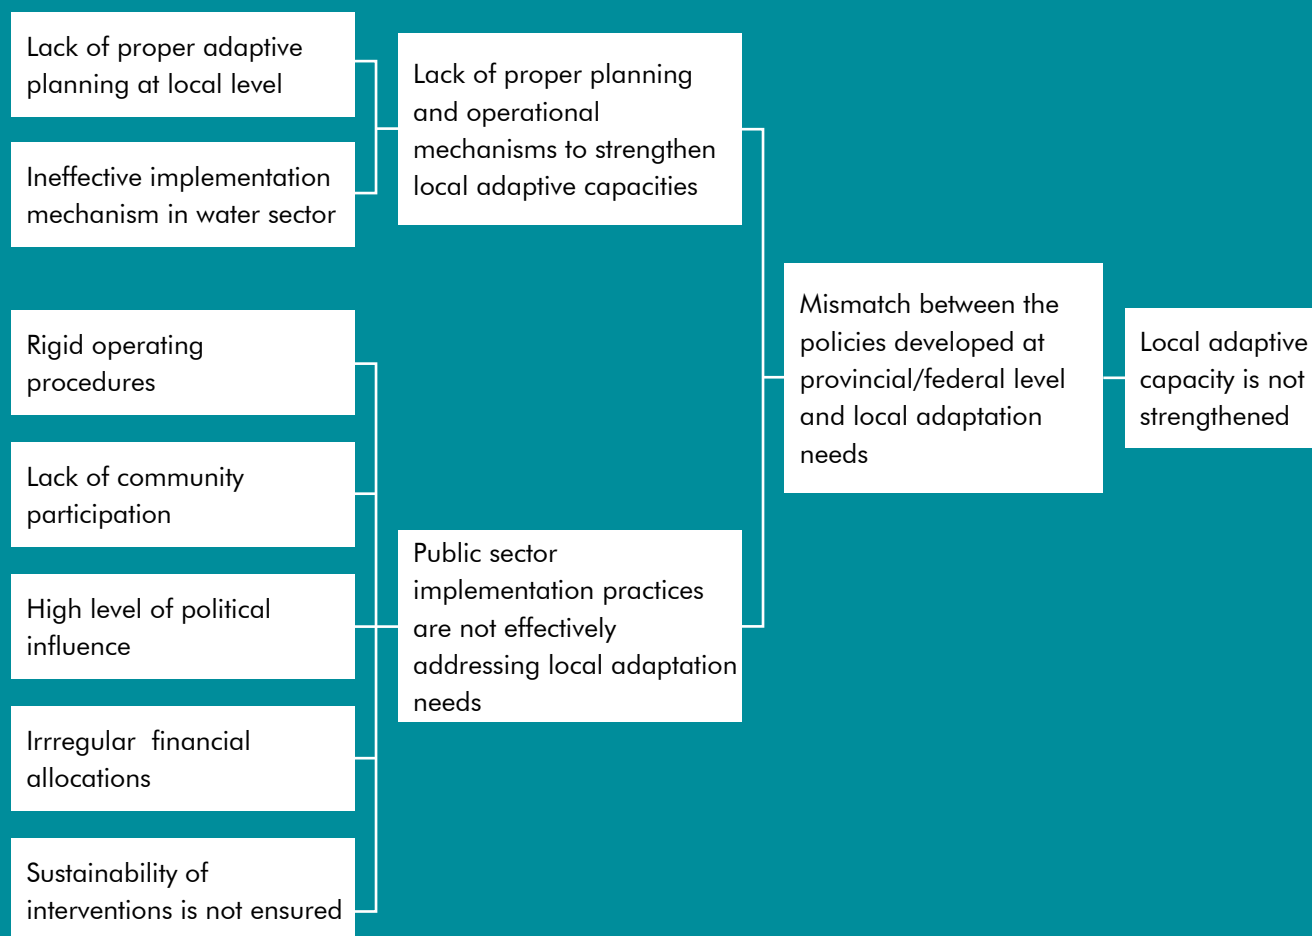 Lack of proper adaptive
planning at local level
Ineffective implementation
mechanism in water sector
Rigid operating
procedures
Lack of community
participation
High level of political
influence
Irrregular financial
allocations
Sustainability of
interventions is not ensured
Lack of proper planning
and operational
mechanisms to strengthen
local adaptive capacities
Public sector
implementation practices
are not effectively
addressing local adaptation
needs
Mismatch between the
policies developed at
provincial/federal level
and local adaptation
needs
Local adaptive
capacity is not
strengthened